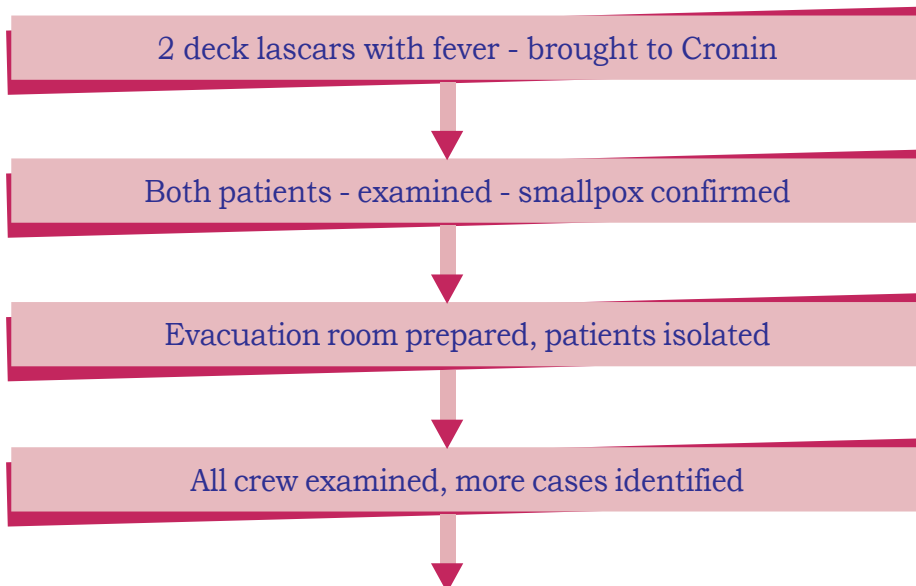 2 deck lascars with fever - brought to Cronin
Both patients - examined - smallpox confirmed
Evacuation room prepared, patients isolated
All crew examined, more cases identified